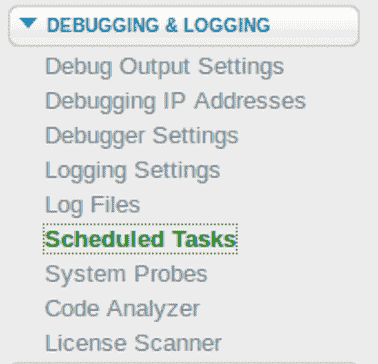 DEBUGGING & LOGGING
Debug Output Settings
Debugging IP Addresses
Debugger Settings
Logging Settings
Log Files
Scheduled Tasks
System Probes
Code Analyzer
License Scanner